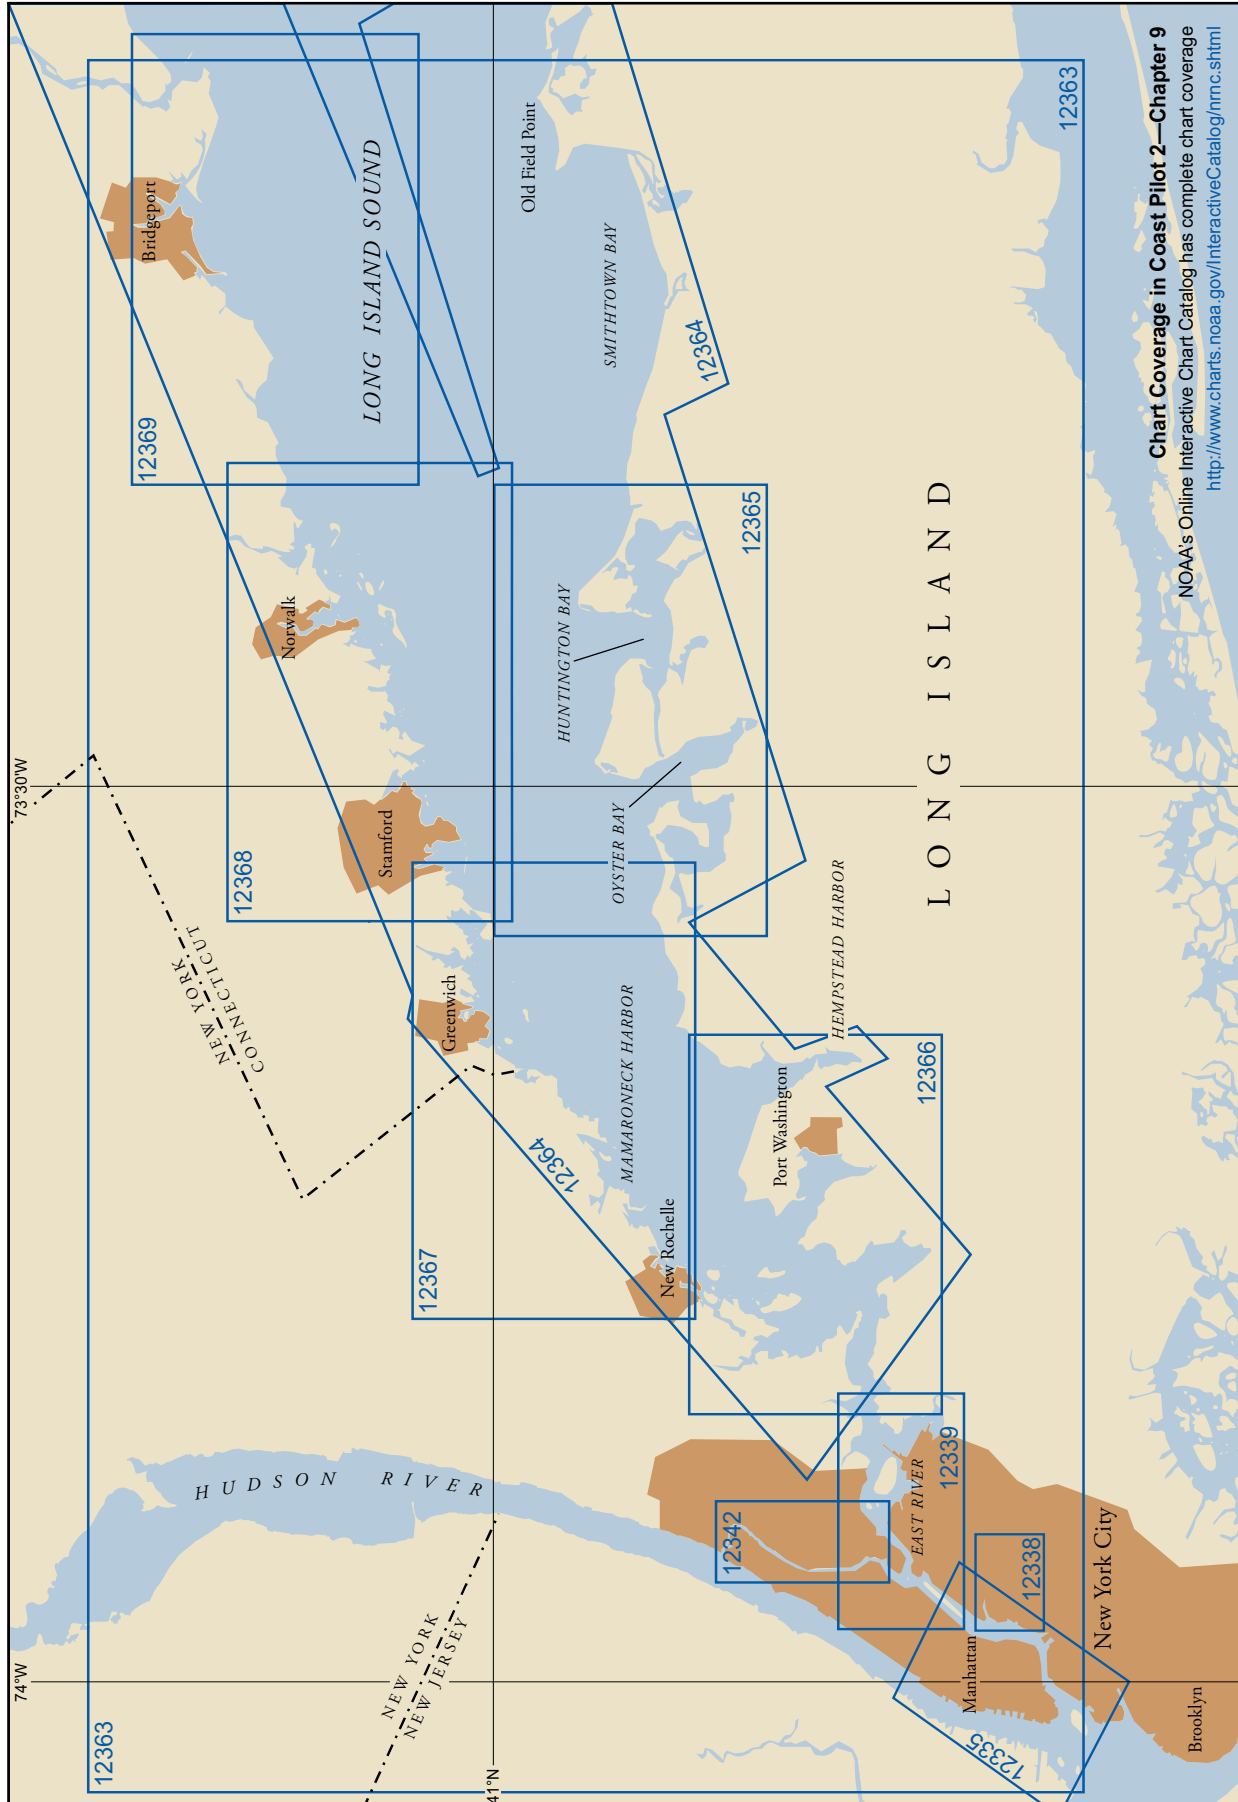 Chart Coverage in Coast Pilot 2—Chapter 9
NOAA's Online Interactive Chart Catalog has complete chart coverage
http://www.charts.noaa.gov/InteractiveCatalog/nrnc.shtml
74°W
73°30'W
41°N
12363
12363
12369
12368
12367
12364
12364
12365
12366
12342
12339
12338
12335
HUDSON RIVER
NEW YORK
NEW JERSEY
NEW YORK
CONNECTICUT
Bridgeport
Norwalk
Stamford
Greenwich
New Rochelle
LONG ISLAND SOUND
Old Field Point
SMITHTOWN BAY
HUNTINGTON BAY
OYSTER BAY
MAMARONECK HARBOR
HEMPSTEAD HARBOR
Port Washington
LONG ISLAND
EAST RIVER
Manhattan
New York City
Brooklyn